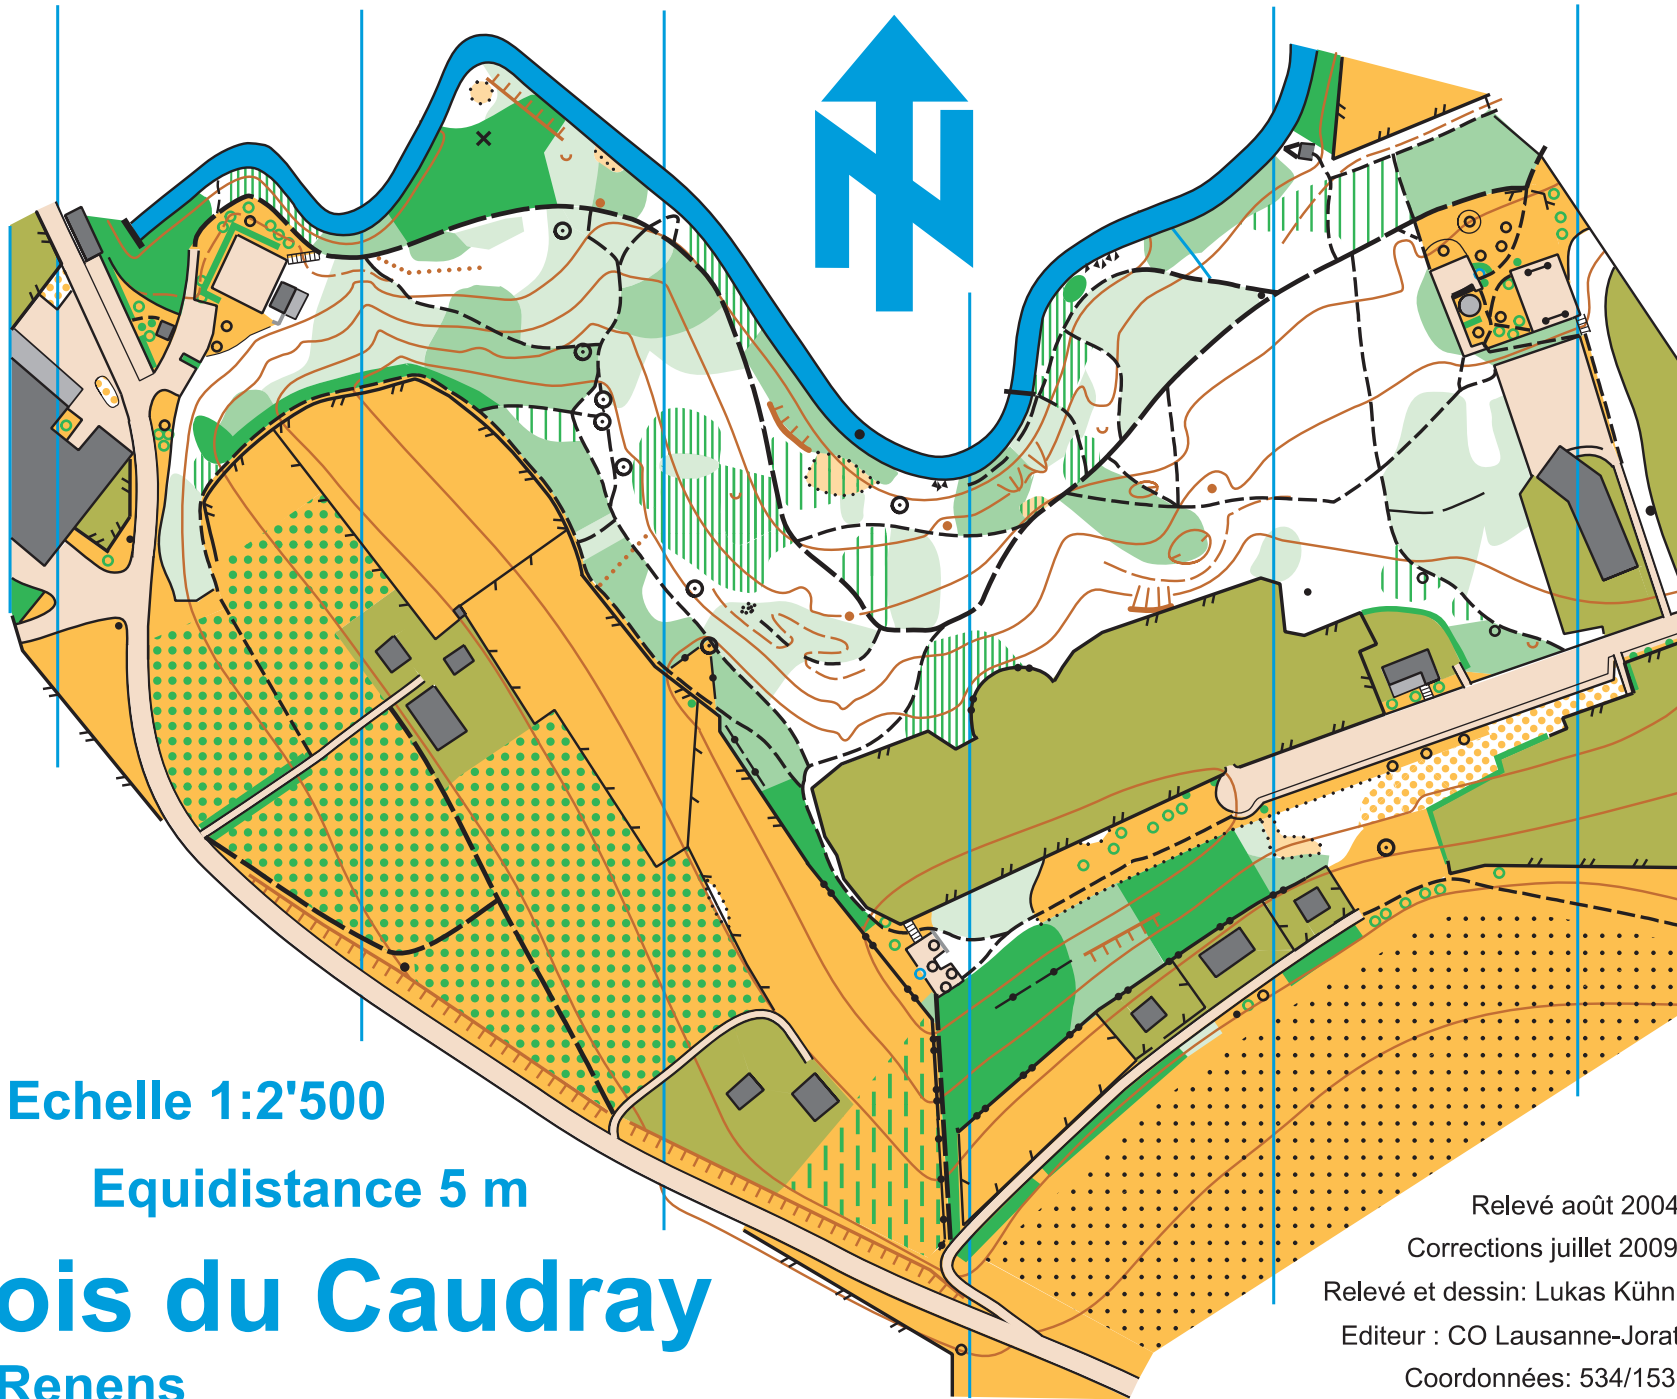 Echelle 1:2'500
Equidistance 5 m
ois du Caudray
Renens
Relevé août 2004
Corrections juillet 2009
Relevé et dessin: Lukas Kühn
Editeur : CO Lausanne-Jorat
Coordonnées: 534/153
N